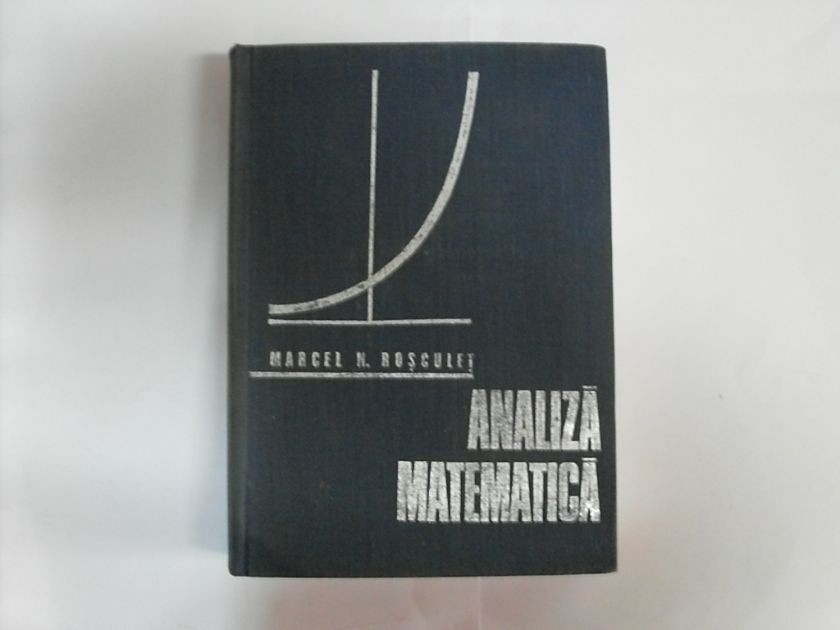 MARCEL N. ROȘCULEȚ
ANALIZĂ
MATEMATICĂ